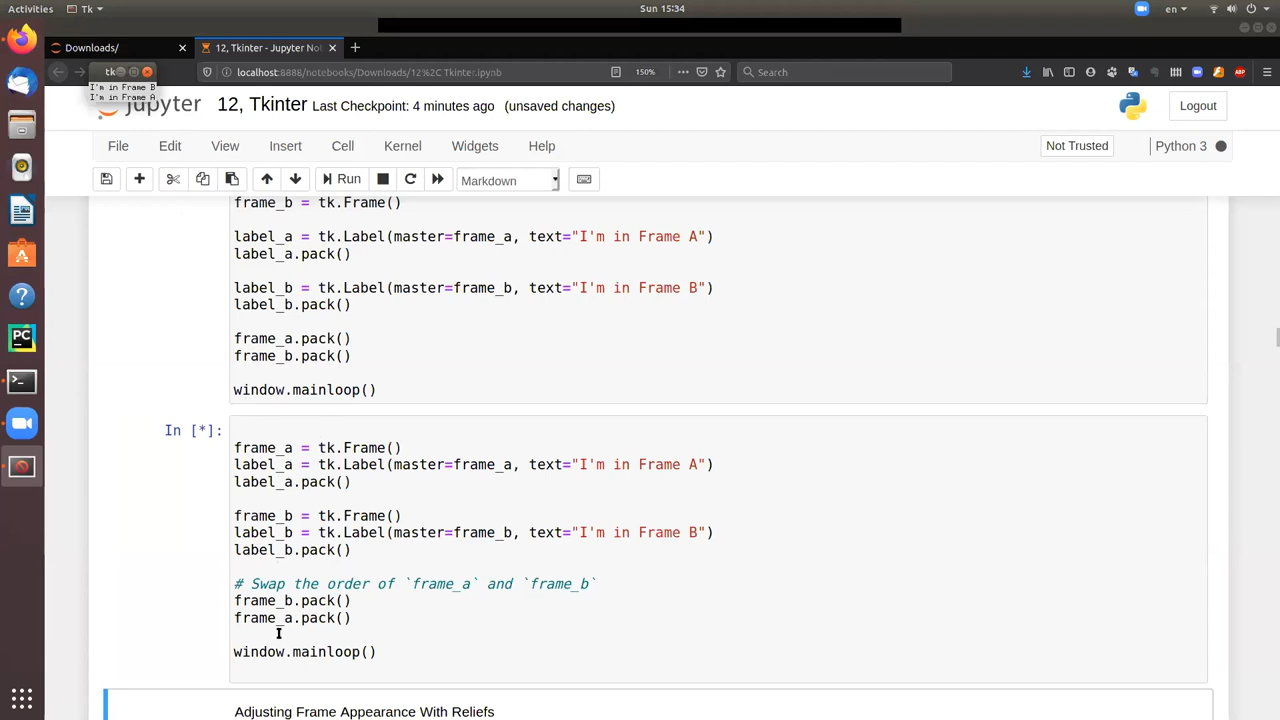 Activities
Tk
Sun 15:34
en
Downloads/
12, Tkinter - Jupyter Not
tk
localhost:8888/notebooks/Downloads/12%2C Tkinter.ipynb
150%
Search
I'm in Frame B
I'm in Frame A
jupyter
12, Tkinter Last Checkpoint: 4 minutes ago (unsaved changes)
Logout
File
Edit
View
Insert
Cell
Kernel
Widgets
Help
Not Trusted
Python 3
Run
Markdown
frame_b = tk.Frame()
label_a = tk.Label(master=frame_a, text="I'm in Frame A")
label_a.pack()
label_b = tk.Label(master=frame_b, text="I'm in Frame B")
label_b.pack()
frame_a.pack()
frame_b.pack()
window.mainloop()
In [*]:
frame_a = tk.Frame()
label_a = tk.Label(master=frame_a, text="I'm in Frame A")
label_a.pack()
frame_b = tk.Frame()
label_b = tk.Label(master=frame_b, text="I'm in Frame B")
label_b.pack()
# Swap the order of `frame_a` and `frame_b`
frame_b.pack()
frame_a.pack()
window.mainloop()
Adjusting Frame Appearance With Reliefs
PC
ABP